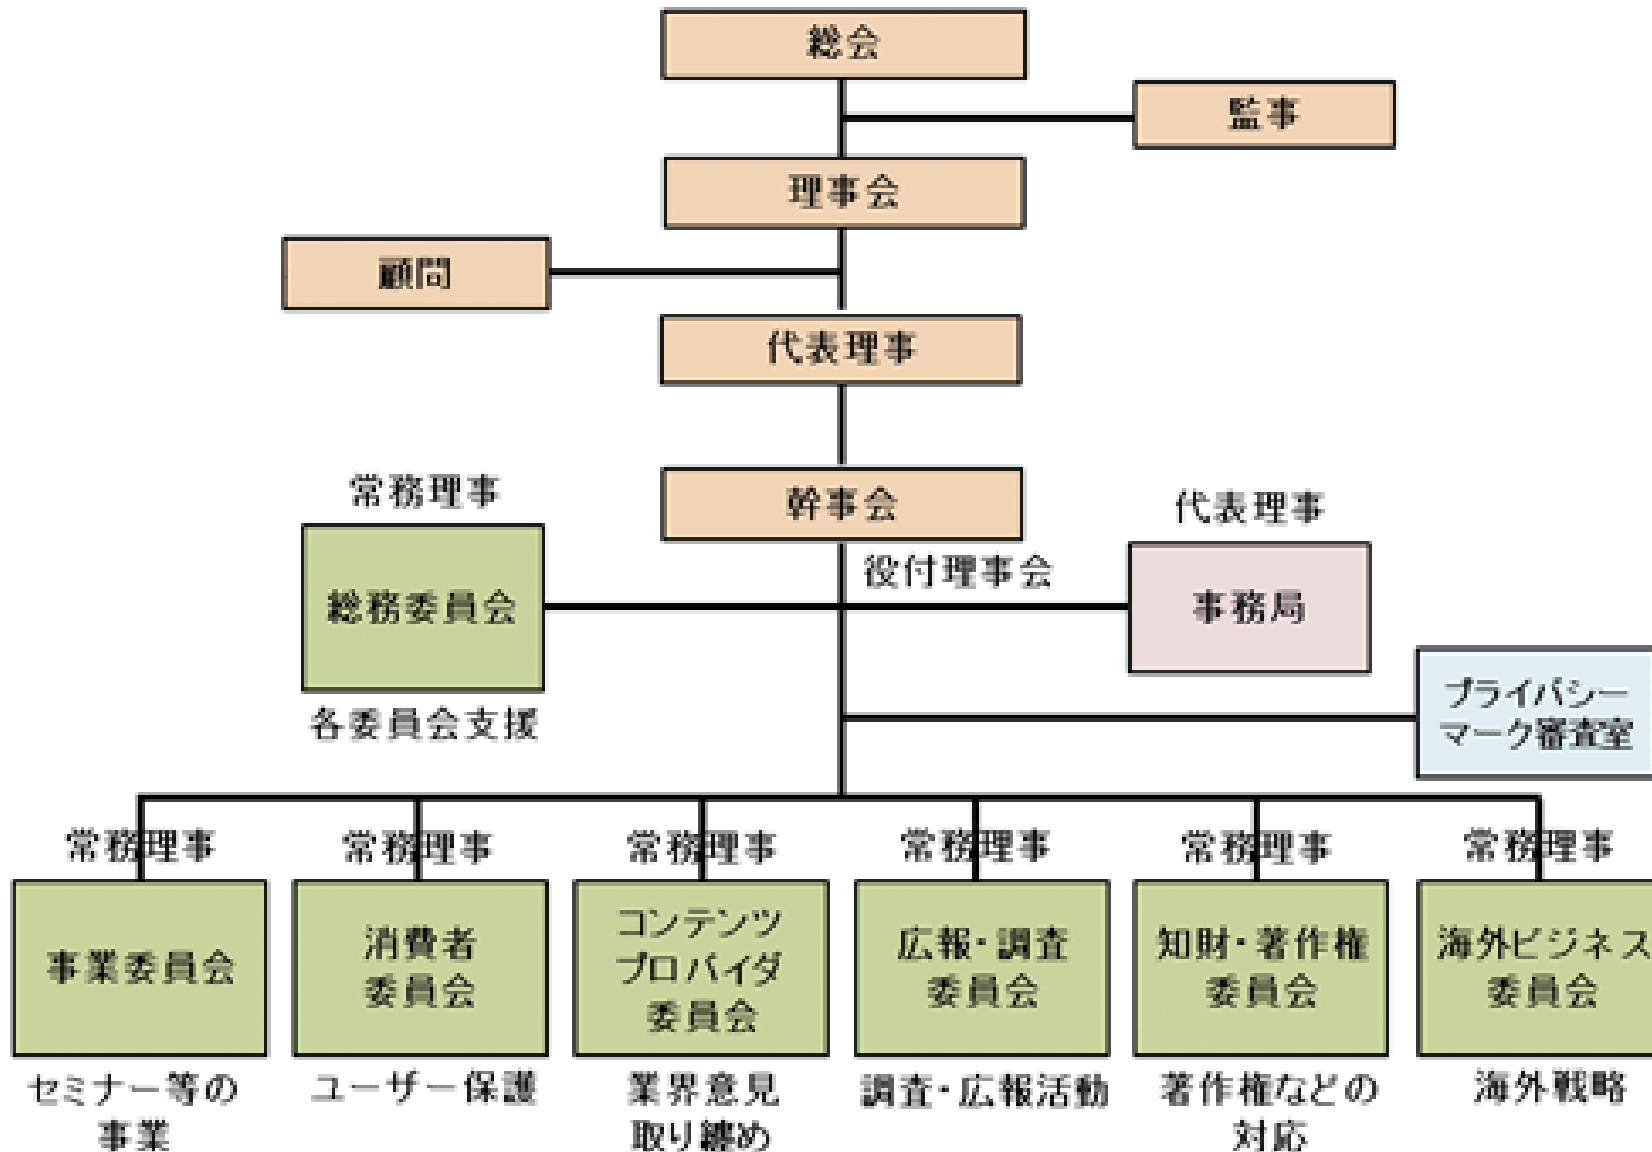 総会
監事
理事会
顧問
代表理事
幹事会
常務理事
総務委員会
各委員会支援
役付理事会
代表理事
事務局
プライバシー
マーク審査室
常務理事
事業委員会
セミナー等の
事業
常務理事
消費者
委員会
ユーザー保護
常務理事
コンテンツ
プロバイダ
委員会
業界意見
取り纏め
常務理事
広報・調査
委員会
調査・広報活動
常務理事
知財・著作権
委員会
著作権などの
対応
常務理事
海外ビジネス
委員会
海外戦略